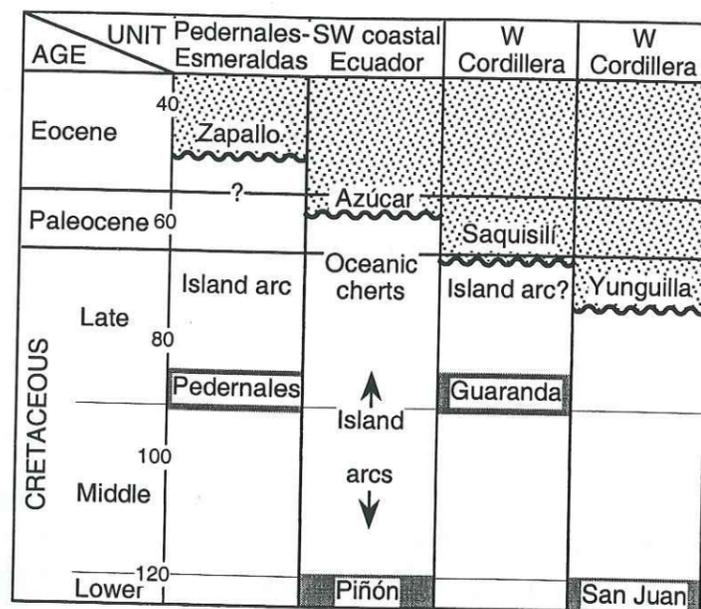 UNIT Pedernales- SW coastal W W
AGE Esmeraldas Ecuador Cordillera Cordillera
40
Eocene Zapallo
? Azúcar
Paleocene 60 Saquisilí
Oceanic
Island arc cherts Island arc? Yunguilla
Late
80
Pedernales Guaranda
Island
100
arcs
Middle
CRETACEOUS
120
Lower Piñón San Juan